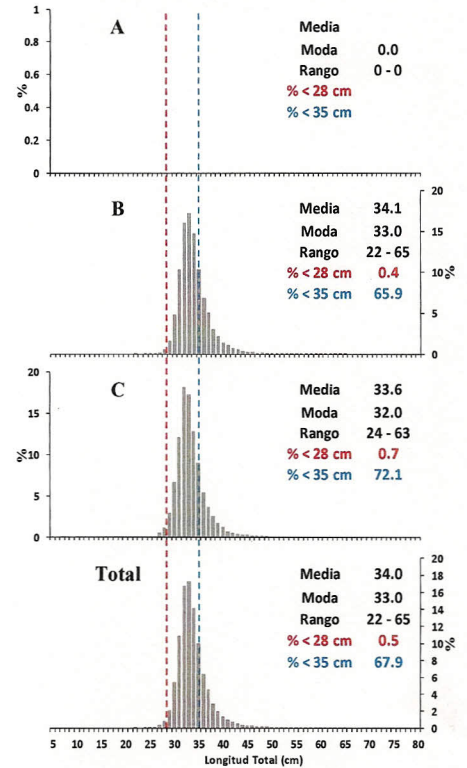 1
0.8
0.6
0.4
0.2
0
%
A
Media
Moda 0.0
Rango 0 - 0
% < 28 cm
% < 35 cm
20
15
10
5
0
%
B
Media 34.1
Moda 33.0
Rango 22 - 65
% < 28 cm 0.4
% < 35 cm 65.9
20
15
10
5
0
%
C
Media 33.6
Moda 32.0
Rango 24 - 63
% < 28 cm 0.7
% < 35 cm 72.1
20
18
16
14
12
10
8
6
4
2
0
%
Total
Media 34.0
Moda 33.0
Rango 22 - 65
% < 28 cm 0.5
% < 35 cm 67.9
5 10 15 20 25 30 35 40 45 50 55 60 65 70 75 80
Longitud Total (cm)